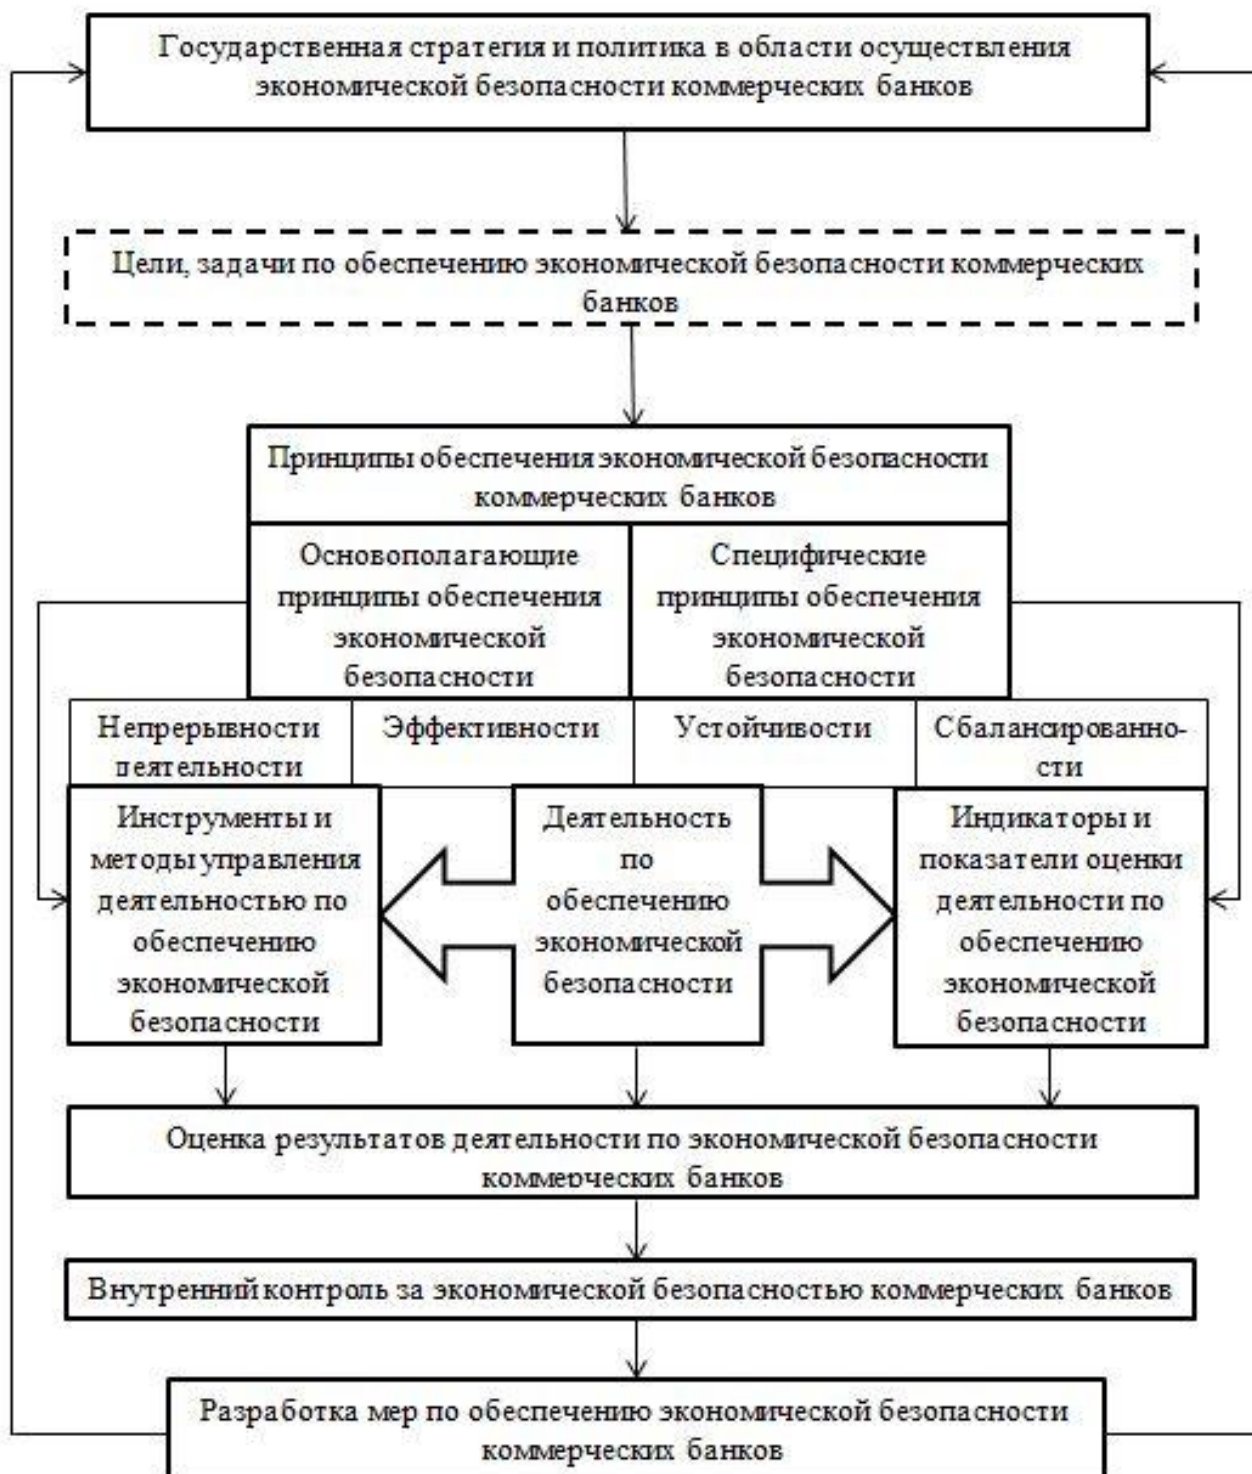 Государственная стратегия и политика в области осуществления
экономической безопасности коммерческих банков
Цели, задачи по обеспечению экономической безопасности коммерческих
банков
Принципы обеспечения экономической безопасности
коммерческих банков
Основополагающие
принципы обеспечения
экономической
безопасности
Специфические
принципы обеспечения
экономической
безопасности
Непрерывности
деятельности
Эффективности
Устойчивости
Сбалансированно-
сти
Инструменты и
методы управления
деятельностью по
обеспечению
экономической
безопасности
Деятельность
по
обеспечению
экономической
безопасности
Индикаторы и
показатели оценки
деятельности по
обеспечению
экономической
безопасности
Оценка результатов деятельности по экономической безопасности
коммерческих банков
Внутренний контроль за экономической безопасностью коммерческих банков
Разработка мер по обеспечению экономической безопасности
коммерческих банков